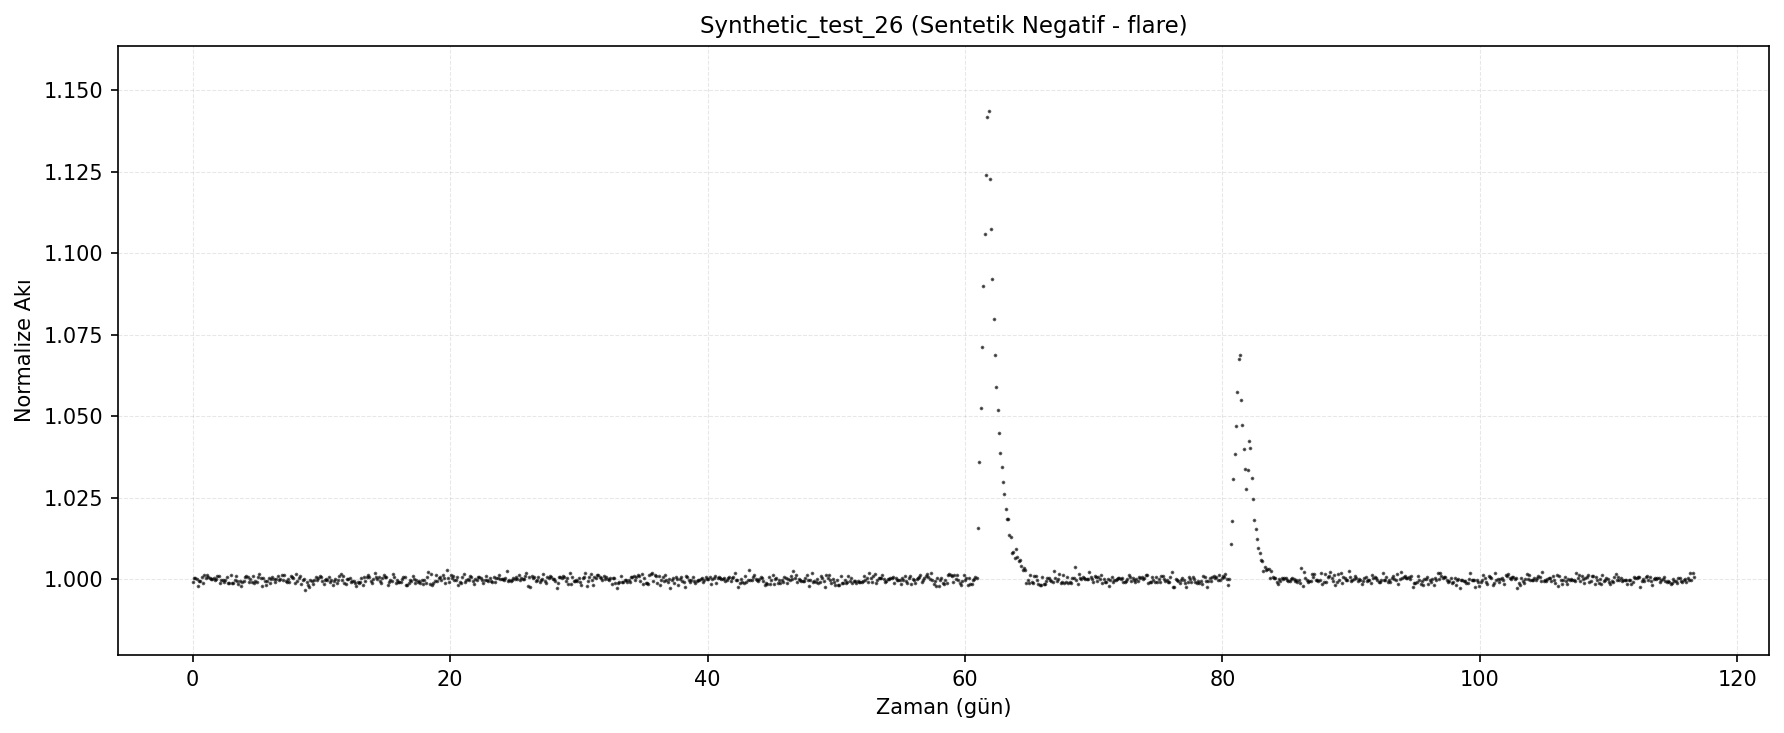 Synthetic_test_26 (Sentetik Negatif - flare)
Normalize Akı
1.150
1.125
1.100
1.075
1.050
1.025
1.000
0 20 40 60 80 100 120
Zaman (gün)